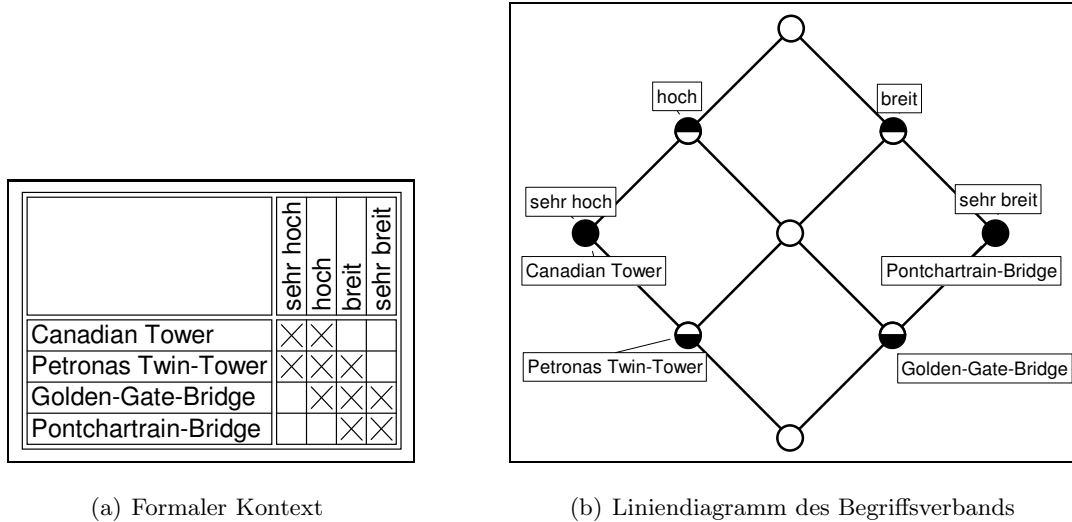 sehr hoch
hoch
breit
sehr breit
Canadian Tower
Petronas Twin-Tower
Golden-Gate-Bridge
Pontchartrain-Bridge
(a) Formaler Kontext
hoch
breit
sehr hoch
sehr breit
Canadian Tower
Pontchartrain-Bridge
Petronas Twin-Tower
Golden-Gate-Bridge
(b) Liniendiagramm des Begriffsverbands